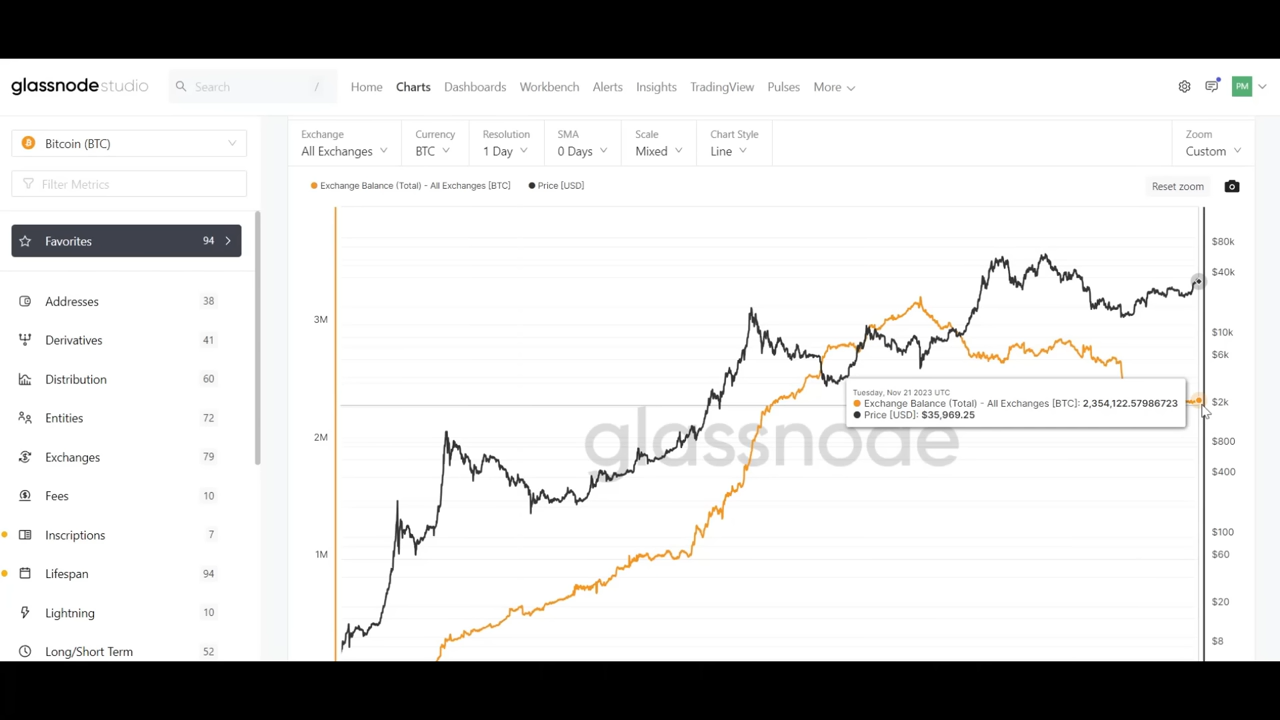 glassnode studio
Search
/
Home
Charts
Dashboards
Workbench
Alerts
Insights
TradingView
Pulses
More
PM
Bitcoin (BTC)
Filter Metrics
Favorites 94
Addresses 38
Derivatives 41
Distribution 60
Entities 72
Exchanges 79
Fees 10
Inscriptions 7
Lifespan 94
Lightning 10
Long/Short Term 52
Exchange
All Exchanges
Currency
BTC
Resolution
1 Day
SMA
0 Days
Scale
Mixed
Chart Style
Line
Zoom
Custom
Exchange Balance (Total) - All Exchanges [BTC]
Price [USD]
Reset zoom
3M
2M
1M
$80k
$40k
$10k
$6k
$2k
$800
$400
$100
$60
$20
$8
Tuesday, Nov 21 2023 UTC
Exchange Balance (Total) - All Exchanges [BTC]: 2,354,122.57986723
Price [USD]: $35,969.25
glassnode